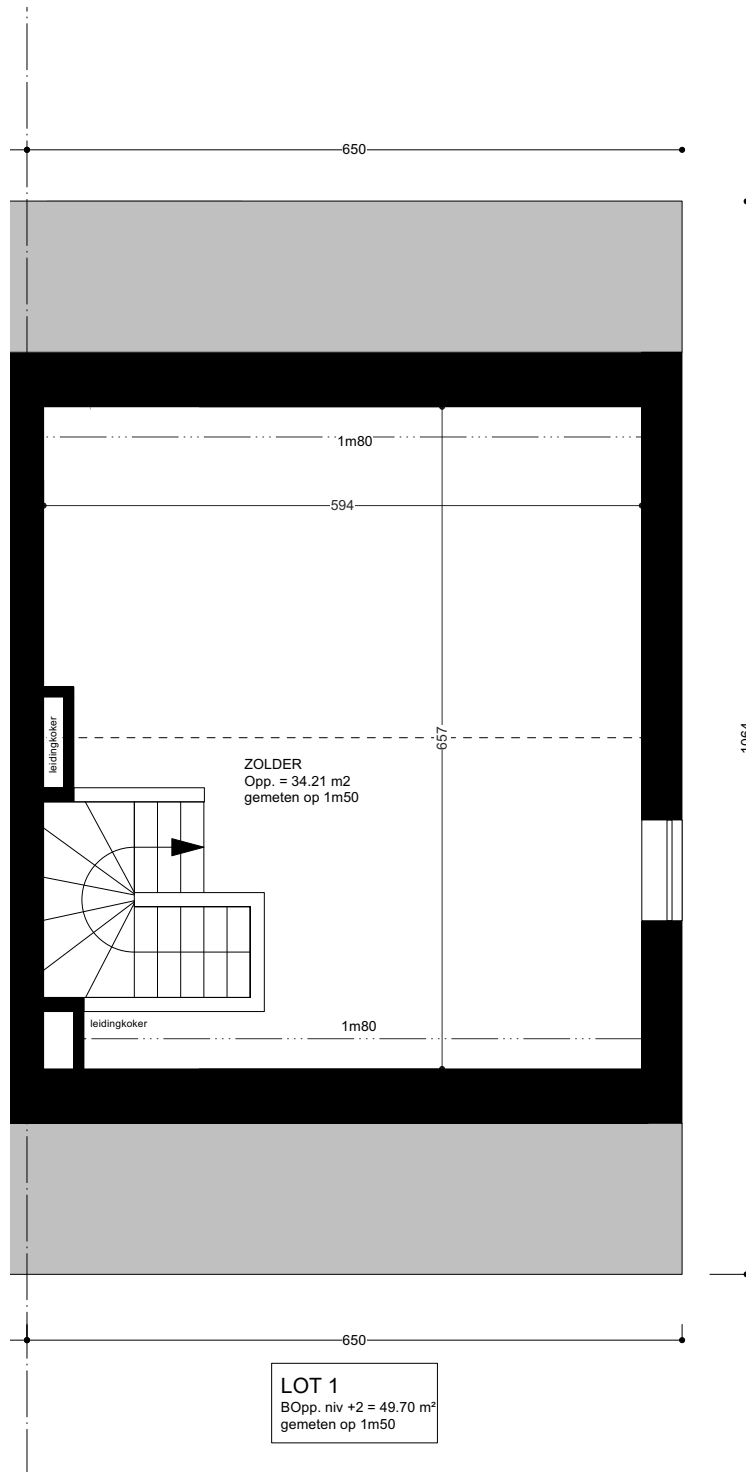 650
1m80
594
leidingkoker
657
1064
ZOLDER
Opp. = 34.21 m2
gemeten op 1m50
leidingkoker
1m80
650
LOT 1
BOpp. niv +2 = 49.70 m²
gemeten op 1m50